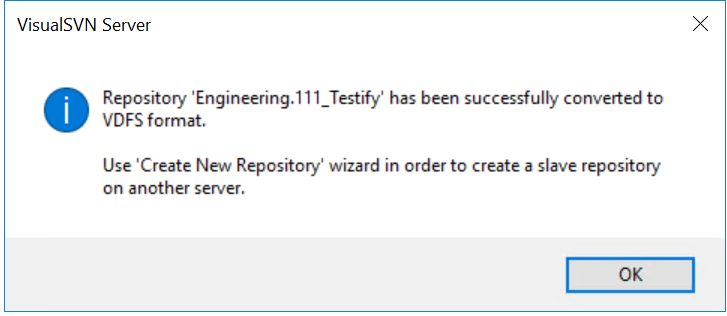 VisualSVN Server
Repository 'Engineering.111_Testify' has been successfully converted to
VDFS format.
Use 'Create New Repository' wizard in order to create a slave repository
on another server.
OK